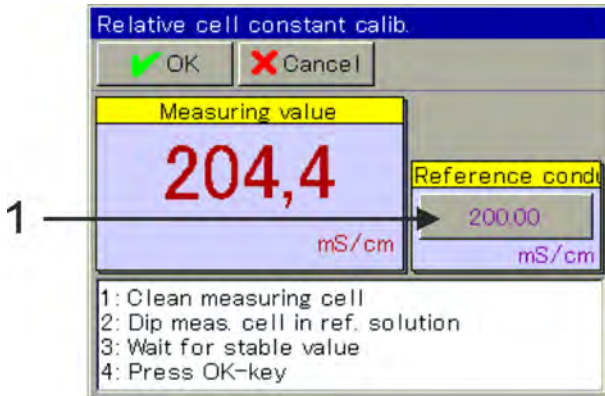 Relative cell constant calib.
OK Cancel
Measuring value
204,4
mS/cm
Reference condu
200.00
mS/cm
1
1: Clean measuring cell
2: Dip meas. cell in ref. solution
3: Wait for stable value
4: Press OK-key